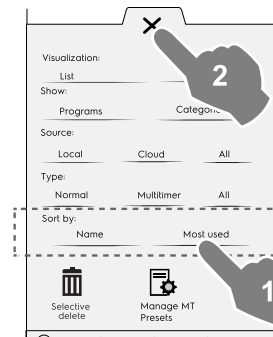 Visualization:
List
2
Show:
Programs
Source:
Local Cloud All
Type:
Normal Multitimer All
Sort by:
Name Most used
1
Selective delete
Manage MT Presets